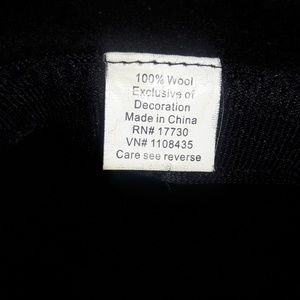 100% Wool
Exclusive of
Decoration
Made in China
RN# 17730
VN# 1108435
Care see reverse